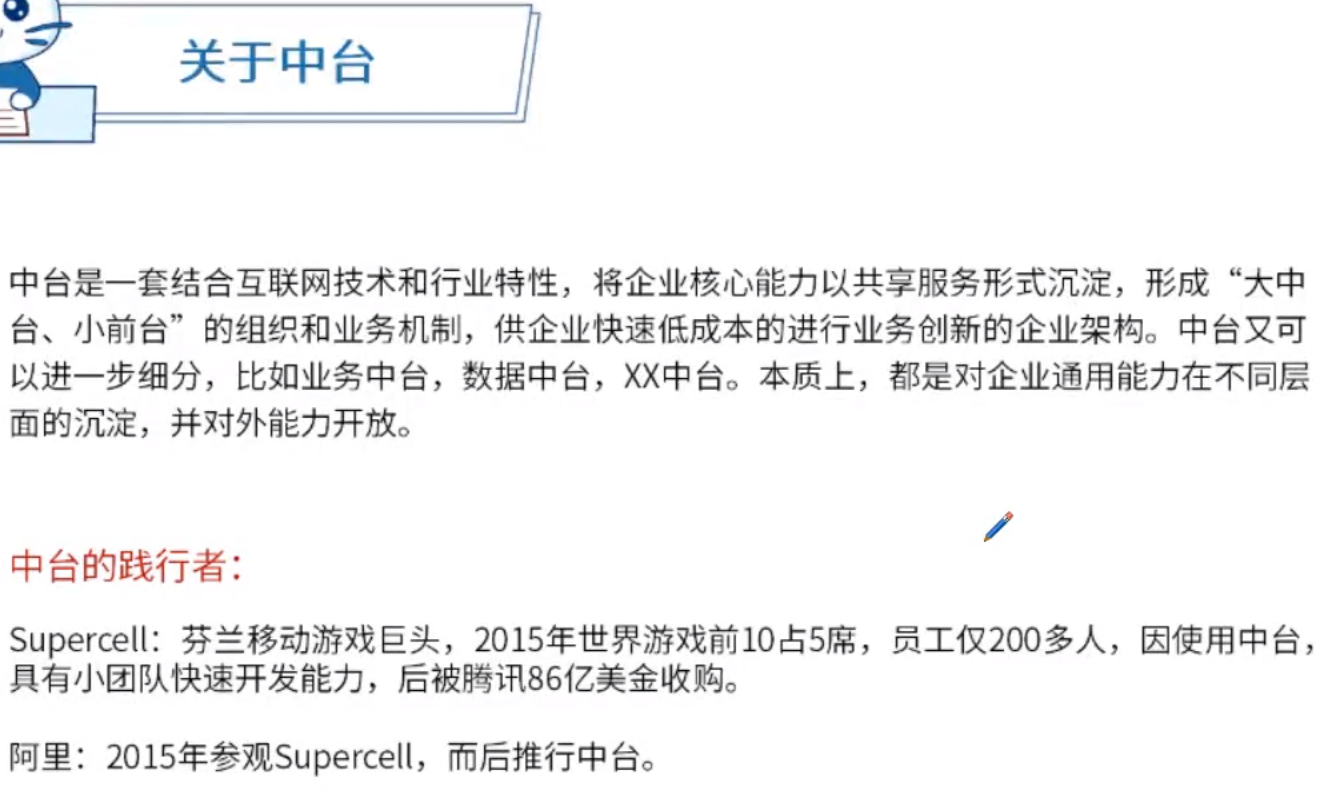 关于中台
中台是一套结合互联网技术和行业特性，将企业核心能力以共享服务形式沉淀，形成“大中
台、小前台”的组织和业务机制，供企业快速低成本的进行业务创新的企业架构。中台又可
以进一步细分，比如业务中台，数据中台，XX中台。本质上，都是对企业通用能力在不同层
面的沉淀，并对外能力开放。
中台的践行者：
Supercell：芬兰移动游戏巨头，2015年世界游戏前10占5席，员工仅200多人，因使用中台，
具有小团队快速开发能力，后被腾讯86亿美金收购。
阿里：2015年参观Supercell，而后推行中台。